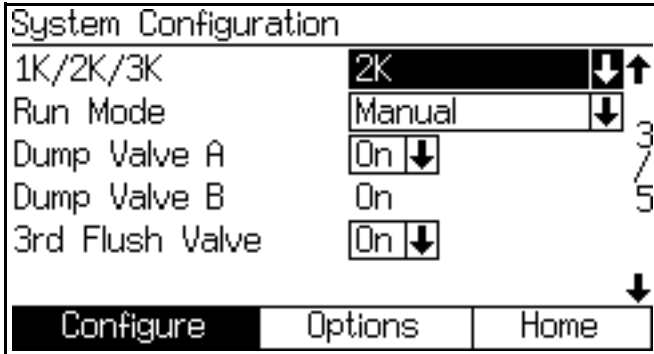 System Configuration
1K/2K/3K 2K
Run Mode Manual
Dump Valve A On
Dump Valve B On
3rd Flush Valve On
3/5
Configure Options Home